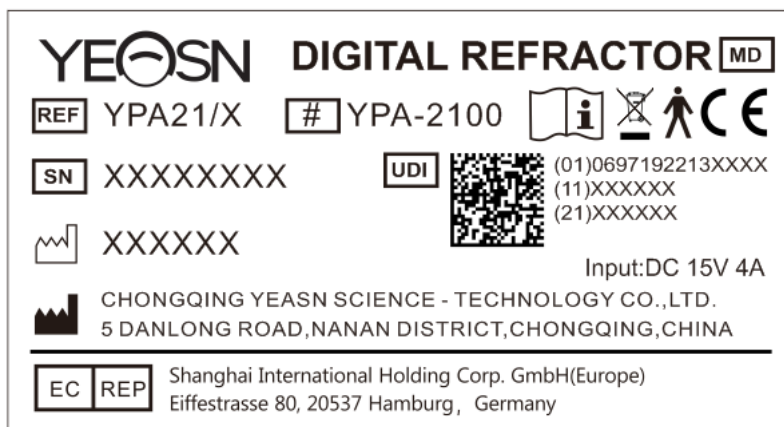 YEASN DIGITAL REFRACTOR MD
REF YPA21/X # YPA-2100 i CE
SN XXXXXXXX UDI (01)0697192213XXXX
(11)XXXXXX
(21)XXXXXX
XXXXXX
Input:DC 15V 4A
CHONGQING YEASN SCIENCE - TECHNOLOGY CO.,LTD.
5 DANLONG ROAD,NANAN DISTRICT,CHONGQING,CHINA
EC REP Shanghai International Holding Corp. GmbH(Europe)
Eiffestrasse 80, 20537 Hamburg, Germany